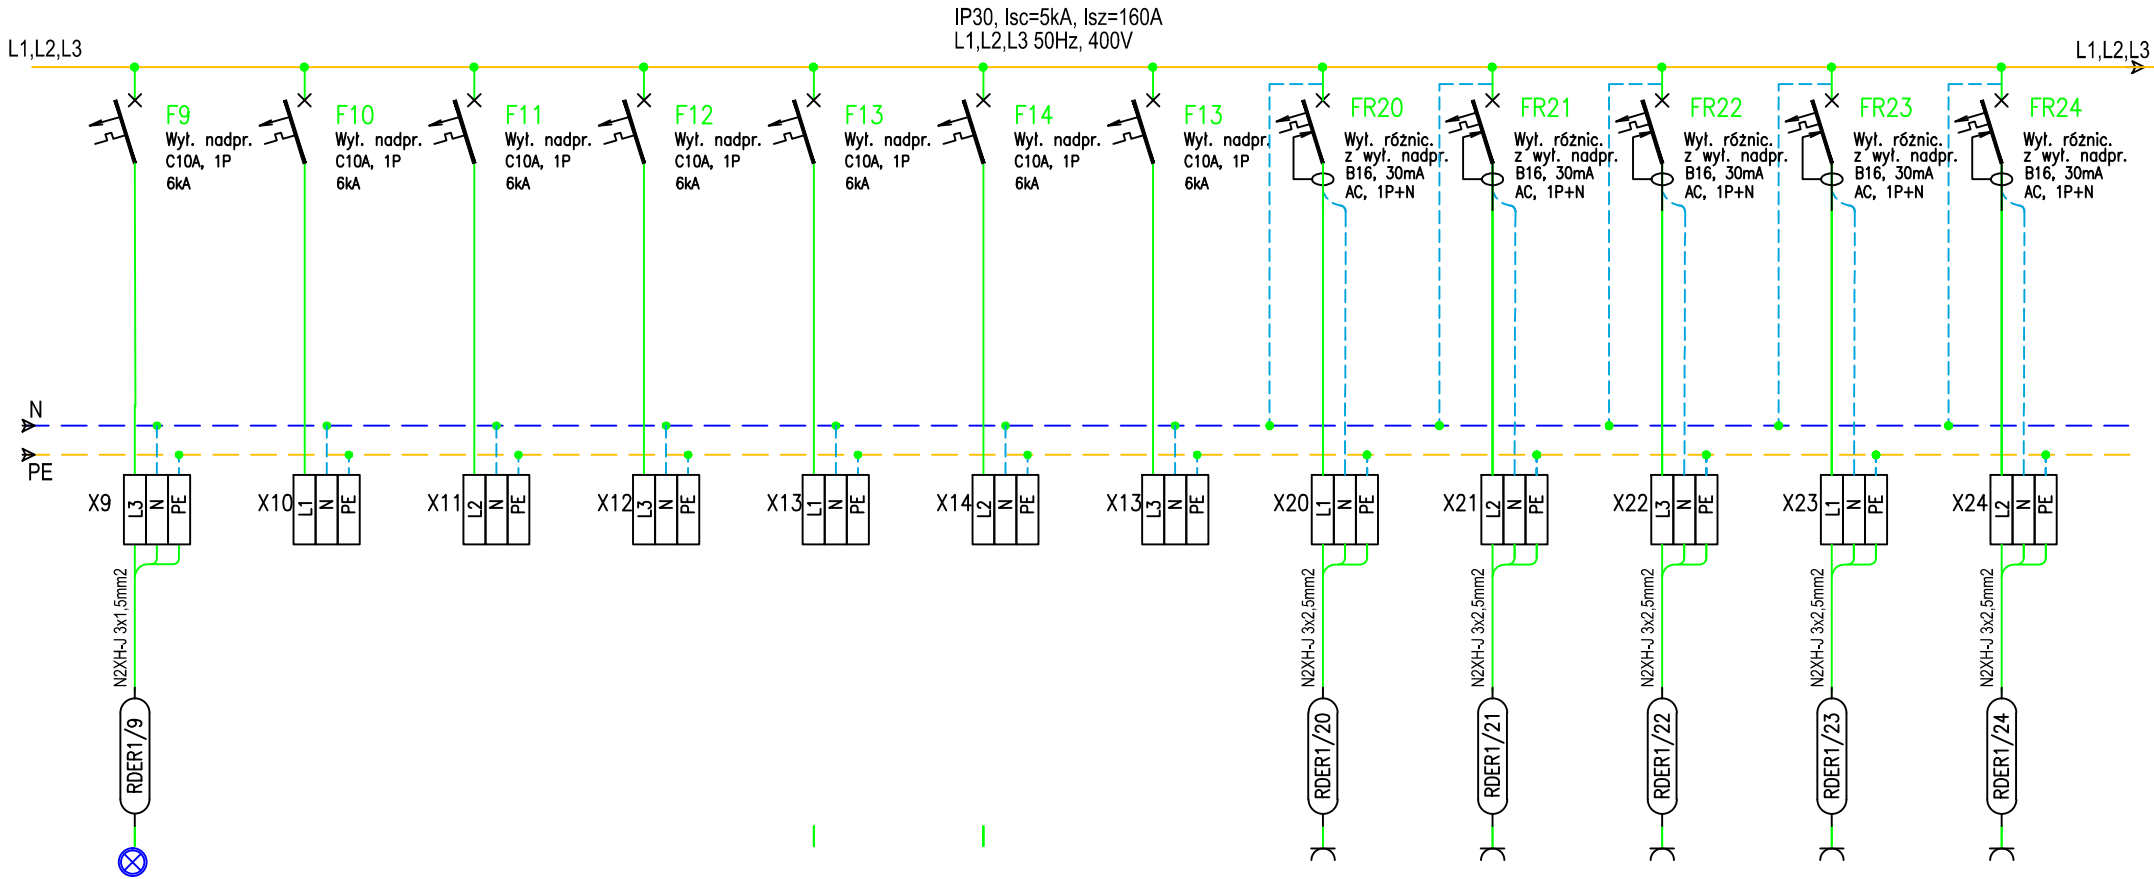 IP30, Isc=5kA, Isz=160A
L1,L2,L3 50Hz, 400V
L1,L2,L3
L1,L2,L3
F9
Wył. nadpr.
C10A, 1P
6kA
F10
Wył. nadpr.
C10A, 1P
6kA
F11
Wył. nadpr.
C10A, 1P
6kA
F12
Wył. nadpr.
C10A, 1P
6kA
F13
Wył. nadpr.
C10A, 1P
6kA
F14
Wył. nadpr.
C10A, 1P
6kA
F13
Wył. nadpr.
C10A, 1P
6kA
FR20
Wył. różnic.
z wył. nadpr.
B16, 30mA
AC, 1P+N
FR21
Wył. różnic.
z wył. nadpr.
B16, 30mA
AC, 1P+N
FR22
Wył. różnic.
z wył. nadpr.
B16, 30mA
AC, 1P+N
FR23
Wył. różnic.
z wył. nadpr.
B16, 30mA
AC, 1P+N
FR24
Wył. różnic.
z wył. nadpr.
B16, 30mA
AC, 1P+N
N
PE
X9 L3 N PE
X10 L1 N PE
X11 L2 N PE
X12 L3 N PE
X13 L1 N PE
X14 L2 N PE
X13 L3 N PE
X20 L1 N PE
X21 L2 N PE
X22 L3 N PE
X23 L1 N PE
X24 L2 N PE
N2XH-J 3x1,5mm2
N2XH-J 3x2,5mm2
N2XH-J 3x2,5mm2
N2XH-J 3x2,5mm2
N2XH-J 3x2,5mm2
N2XH-J 3x2,5mm2
RDER1/9
RDER1/20
RDER1/21
RDER1/22
RDER1/23
RDER1/24